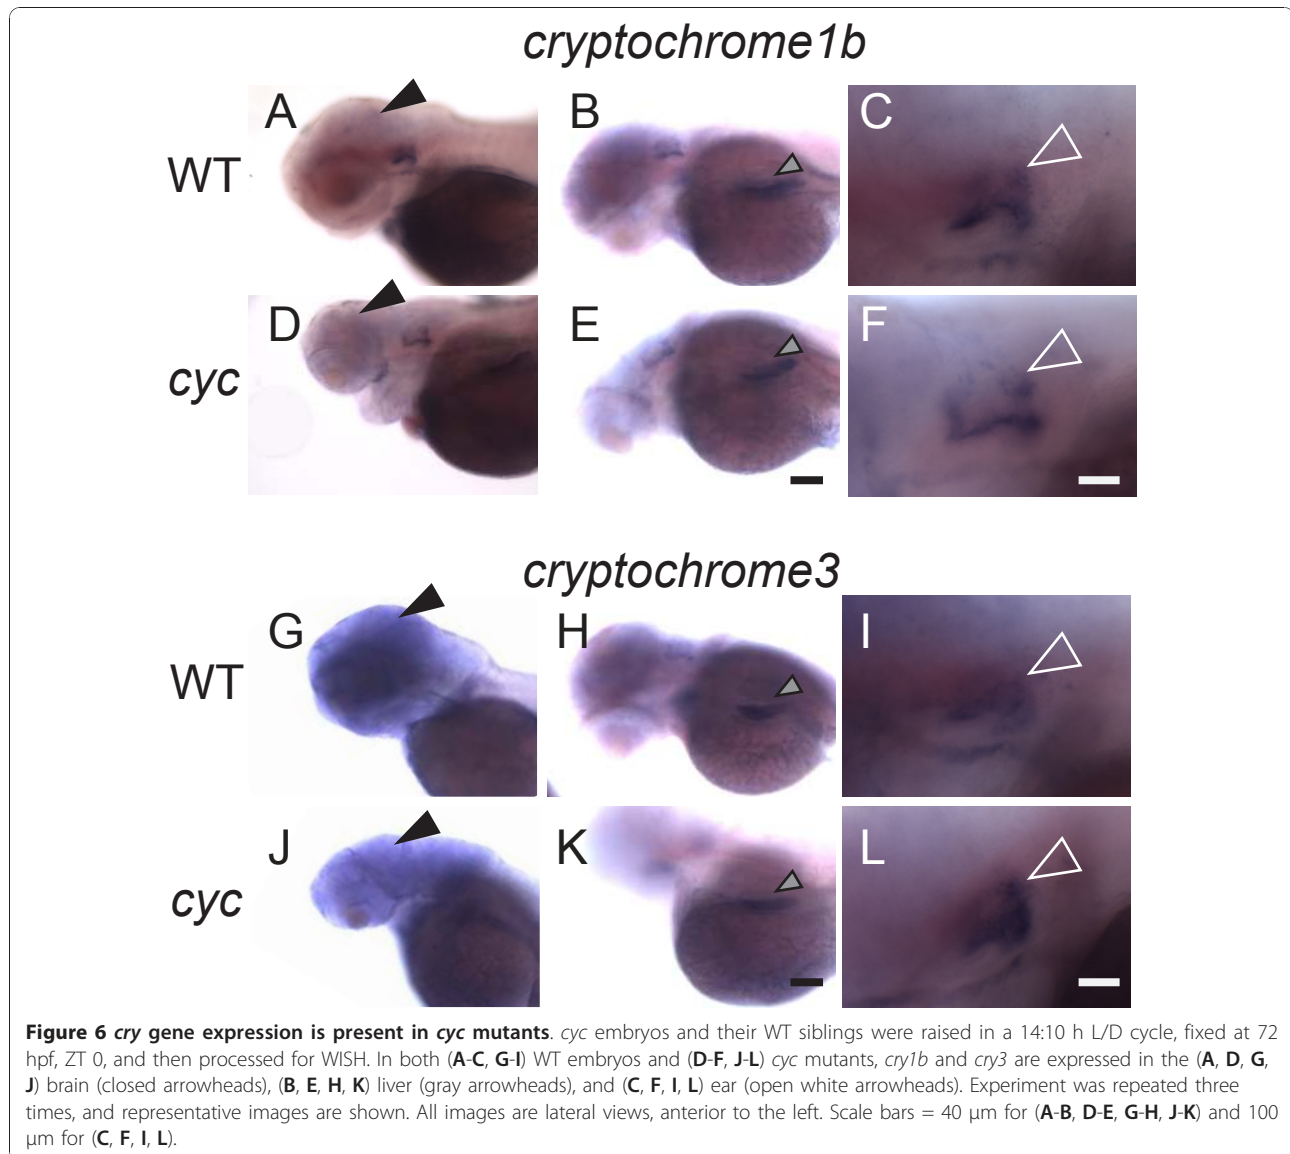 cryptochrome1b
A
B
C
WT
D
E
F
cyc
cryptochrome3
G
H
I
WT
J
K
L
cyc
Figure 6 cry gene expression is present in cyc mutants. cyc embryos and their WT siblings were raised in a 14:10 h L/D cycle, fixed at 72
hpf, ZT 0, and then processed for WISH. In both (A-C, G-I) WT embryos and (D-F, J-L) cyc mutants, cry1b and cry3 are expressed in the (A, D, G,
J) brain (closed arrowheads), (B, E, H, K) liver (gray arrowheads), and (C, F, I, L) ear (open white arrowheads). Experiment was repeated three
times, and representative images are shown. All images are lateral views, anterior to the left. Scale bars = 40 μm for (A-B, D-E, G-H, J-K) and 100
μm for (C, F, I, L).